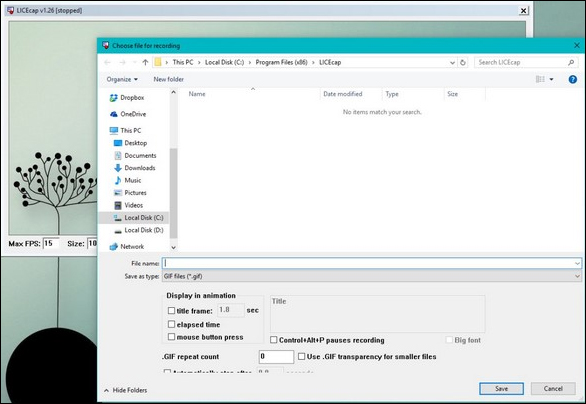 LICEcap v1.26 [stopped]
Choose file for recording
This PC > Local Disk (C:) > Program Files (x86) > LICEcap
Search LICEcap
Organize New folder
Name Date modified Type Size
No items match your search.
Dropbox
OneDrive
This PC
Desktop
Documents
Downloads
Music
Pictures
Videos
Local Disk (C:)
Local Disk (D:)
Network
Max FPS: 15 Size: 10
File name:
Save as type: GIF files (*.gif)
Display in animation
title frame: 1.8 sec
elapsed time
mouse button press
Title
Control+Alt+P pauses recording Big font
.GIF repeat count 0 Use .GIF transparency for smaller files
Automatically stop after
Hide Folders Save Cancel